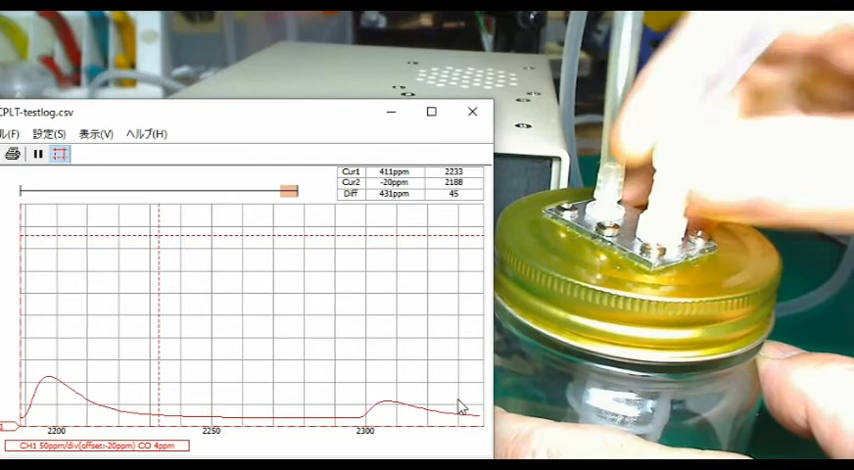 CPLT-testlog.csv
ル(F) 設定(S) 表示(V) ヘルプ(H)
Cur1 411ppm 2233
Cur2 -20ppm 2188
Diff 431ppm 45
2200 2250 2300
CH1 50ppm/div(offset:-20ppm) CO 4ppm